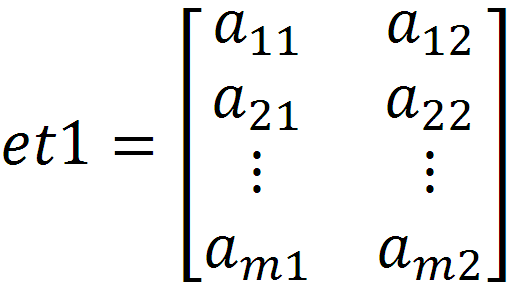 et1 = [a₁₁ a₁₂
a₂₁ a₂₂
⋮ ⋮
aₘ₁ aₘ₂]